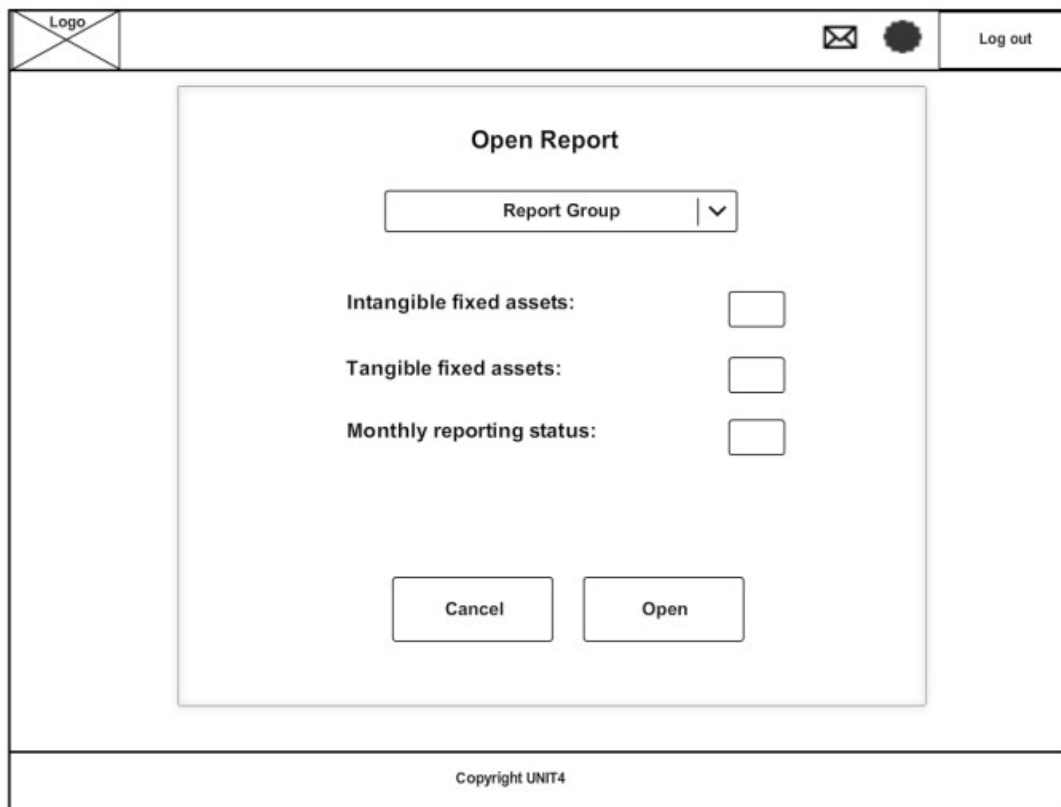 Logo
Log out
Open Report
Report Group
Intangible fixed assets:
Tangible fixed assets:
Monthly reporting status:
Cancel Open
Copyright UNIT4